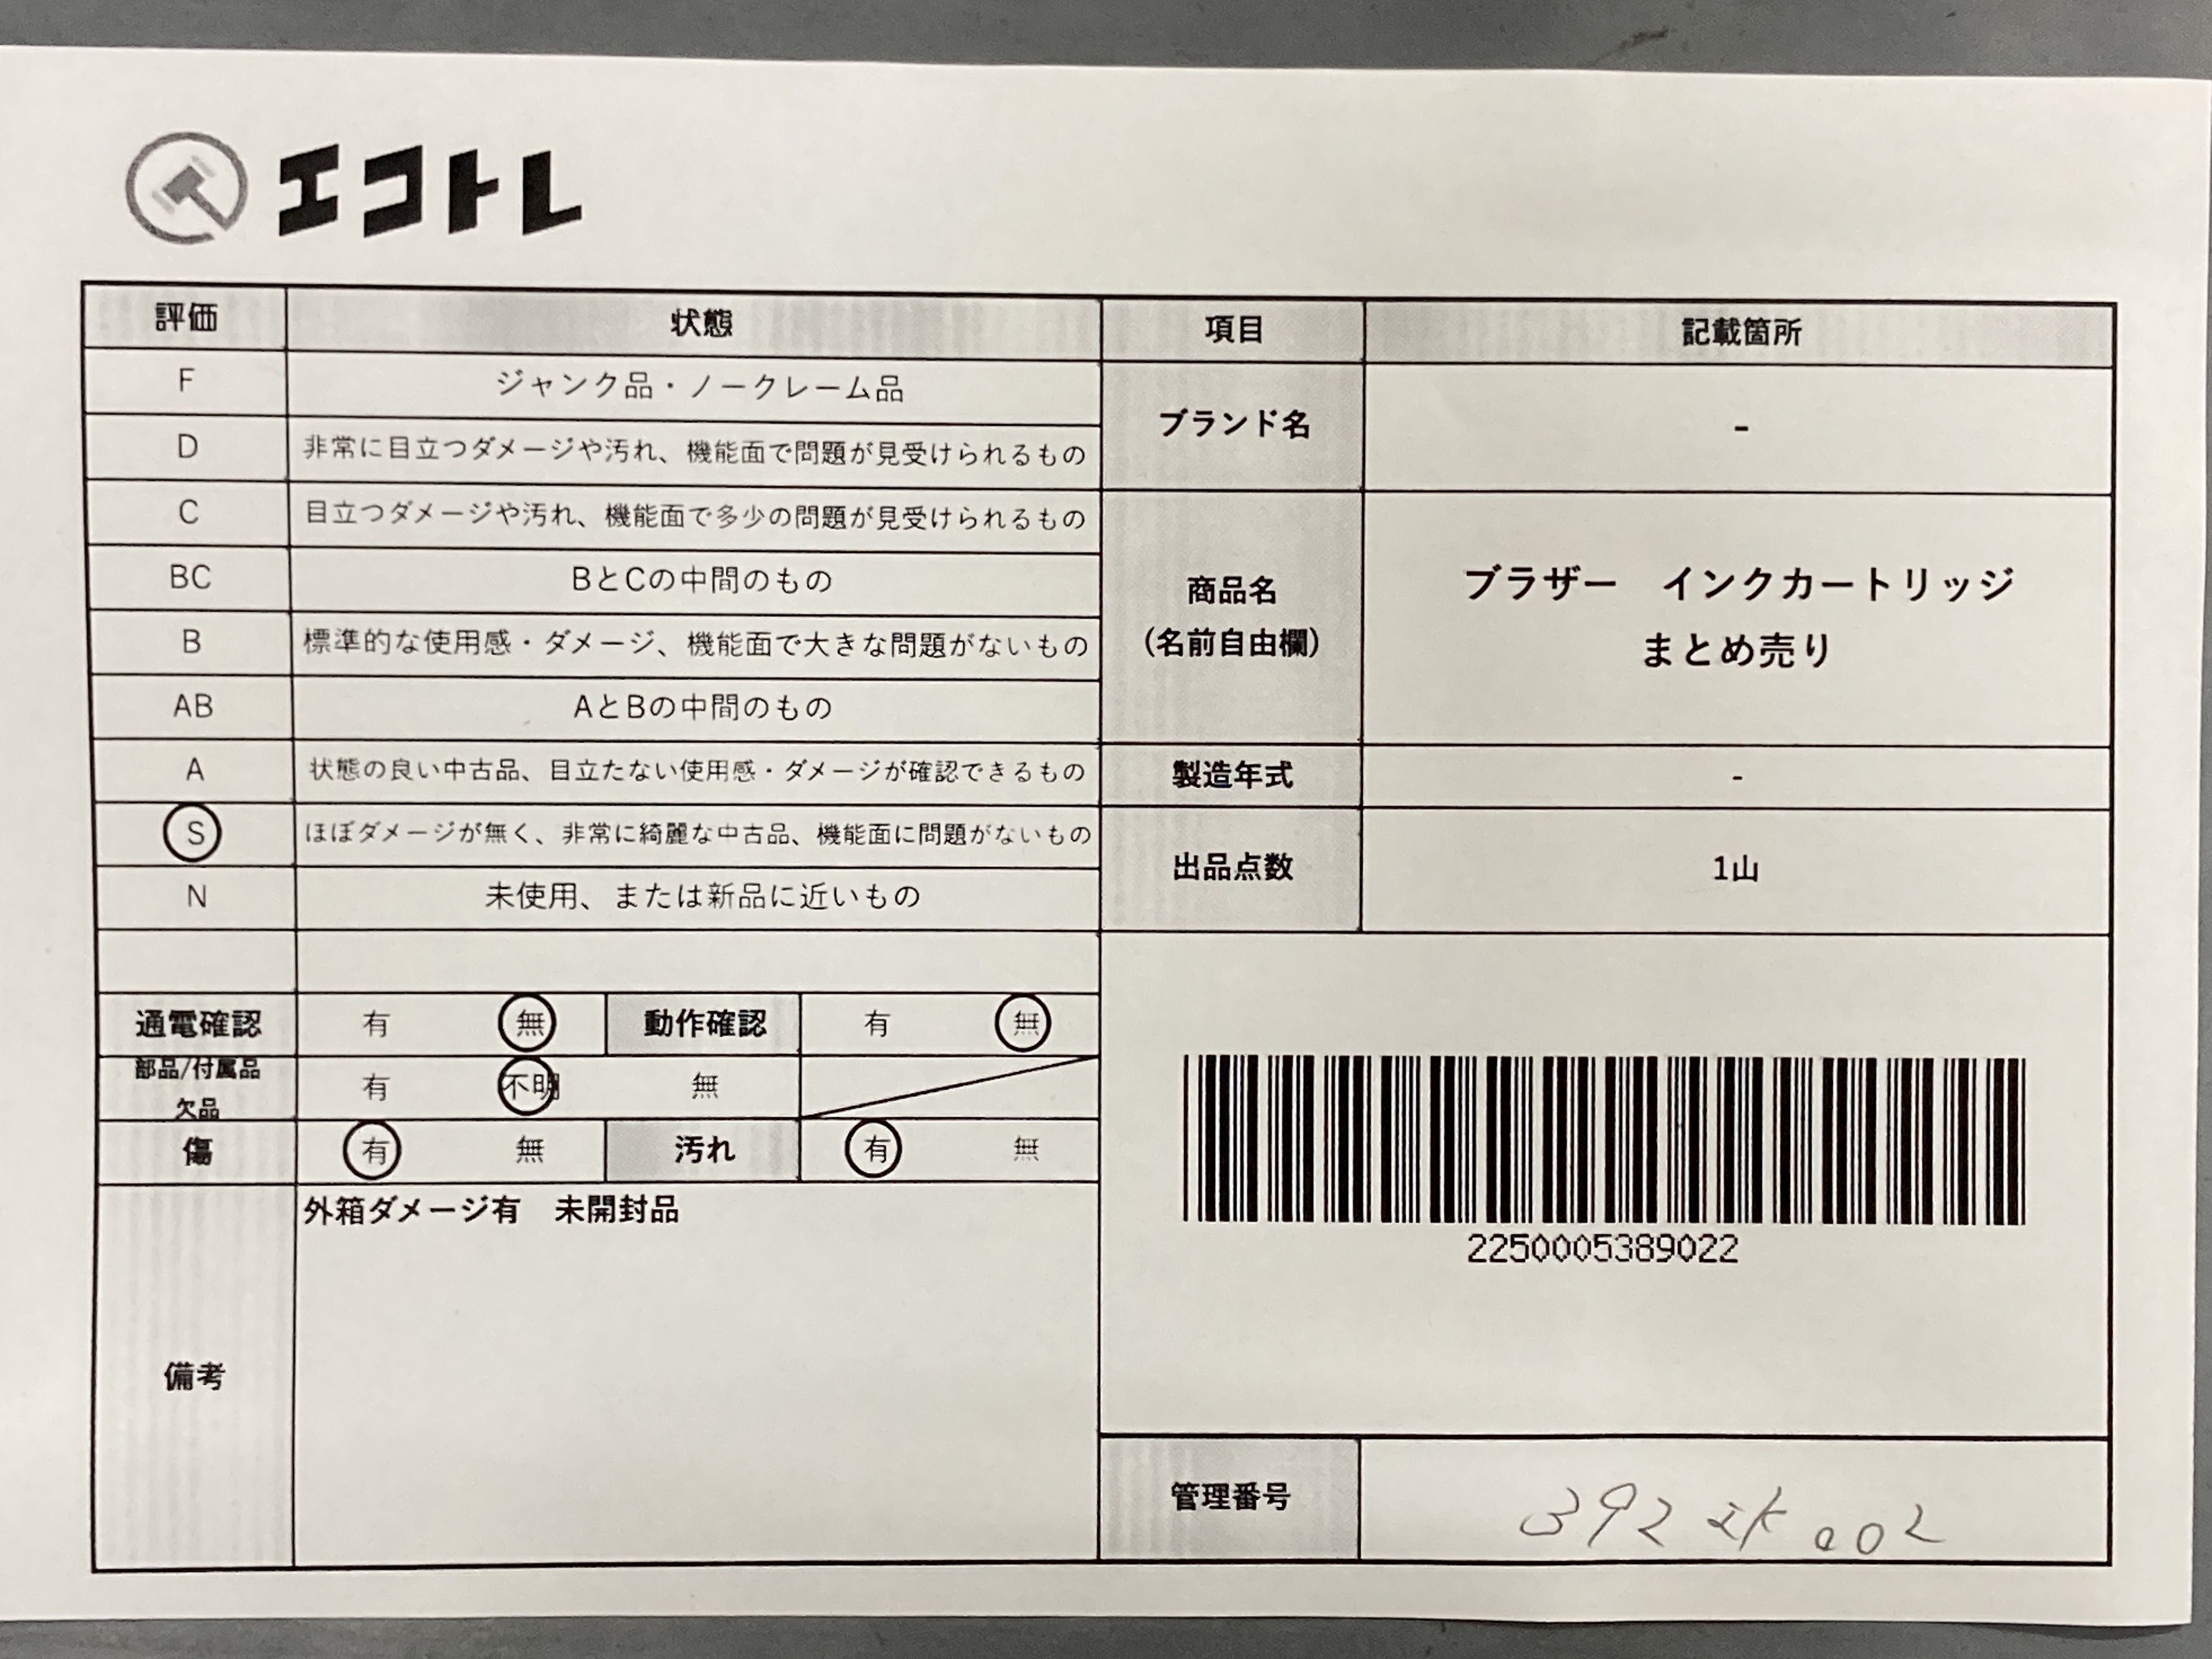 エコトレ
評価 状態 項目 記載箇所
F ジャンク品・ノークレーム品
D 非常に目立つダメージや汚れ、機能面で問題が見受けられるもの
ブランド名 -
C 目立つダメージや汚れ、機能面で多少の問題が見受けられるもの
BC BとCの中間のもの
B 標準的な使用感・ダメージ、機能面で大きな問題がないもの
AB AとBの中間のもの
商品名
(名前自由欄)
ブラザー　インクカートリッジ
まとめ売り
A 状態の良い中古品、目立たない使用感・ダメージが確認できるもの
製造年式 -
S ほぼダメージが無く、非常に綺麗な中古品、機能面に問題がないもの
N 未使用、または新品に近いもの
出品点数 1山
通電確認 有 無 動作確認 有 無
部品/付属品
欠品
有 不明 無
傷 有 無 汚れ 有 無
備考
外箱ダメージ有　未開封品
2250005389022
管理番号 392 002